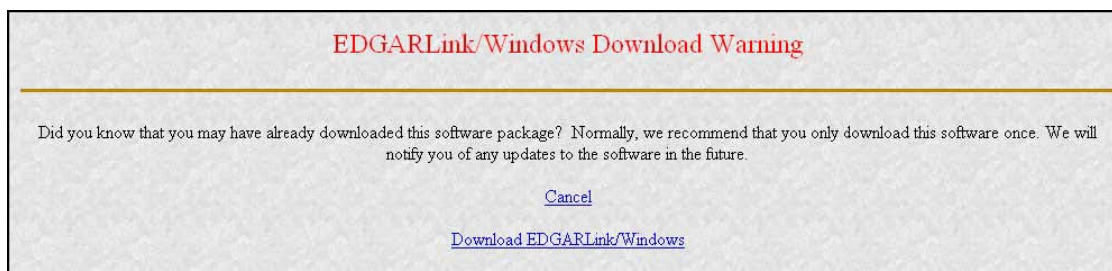 EDGARLink/Windows Download Warning
Did you know that you may have already downloaded this software package? Normally, we recommend that you only download this software once. We will
notify you of any updates to the software in the future.
Cancel
Download EDGARLink/Windows